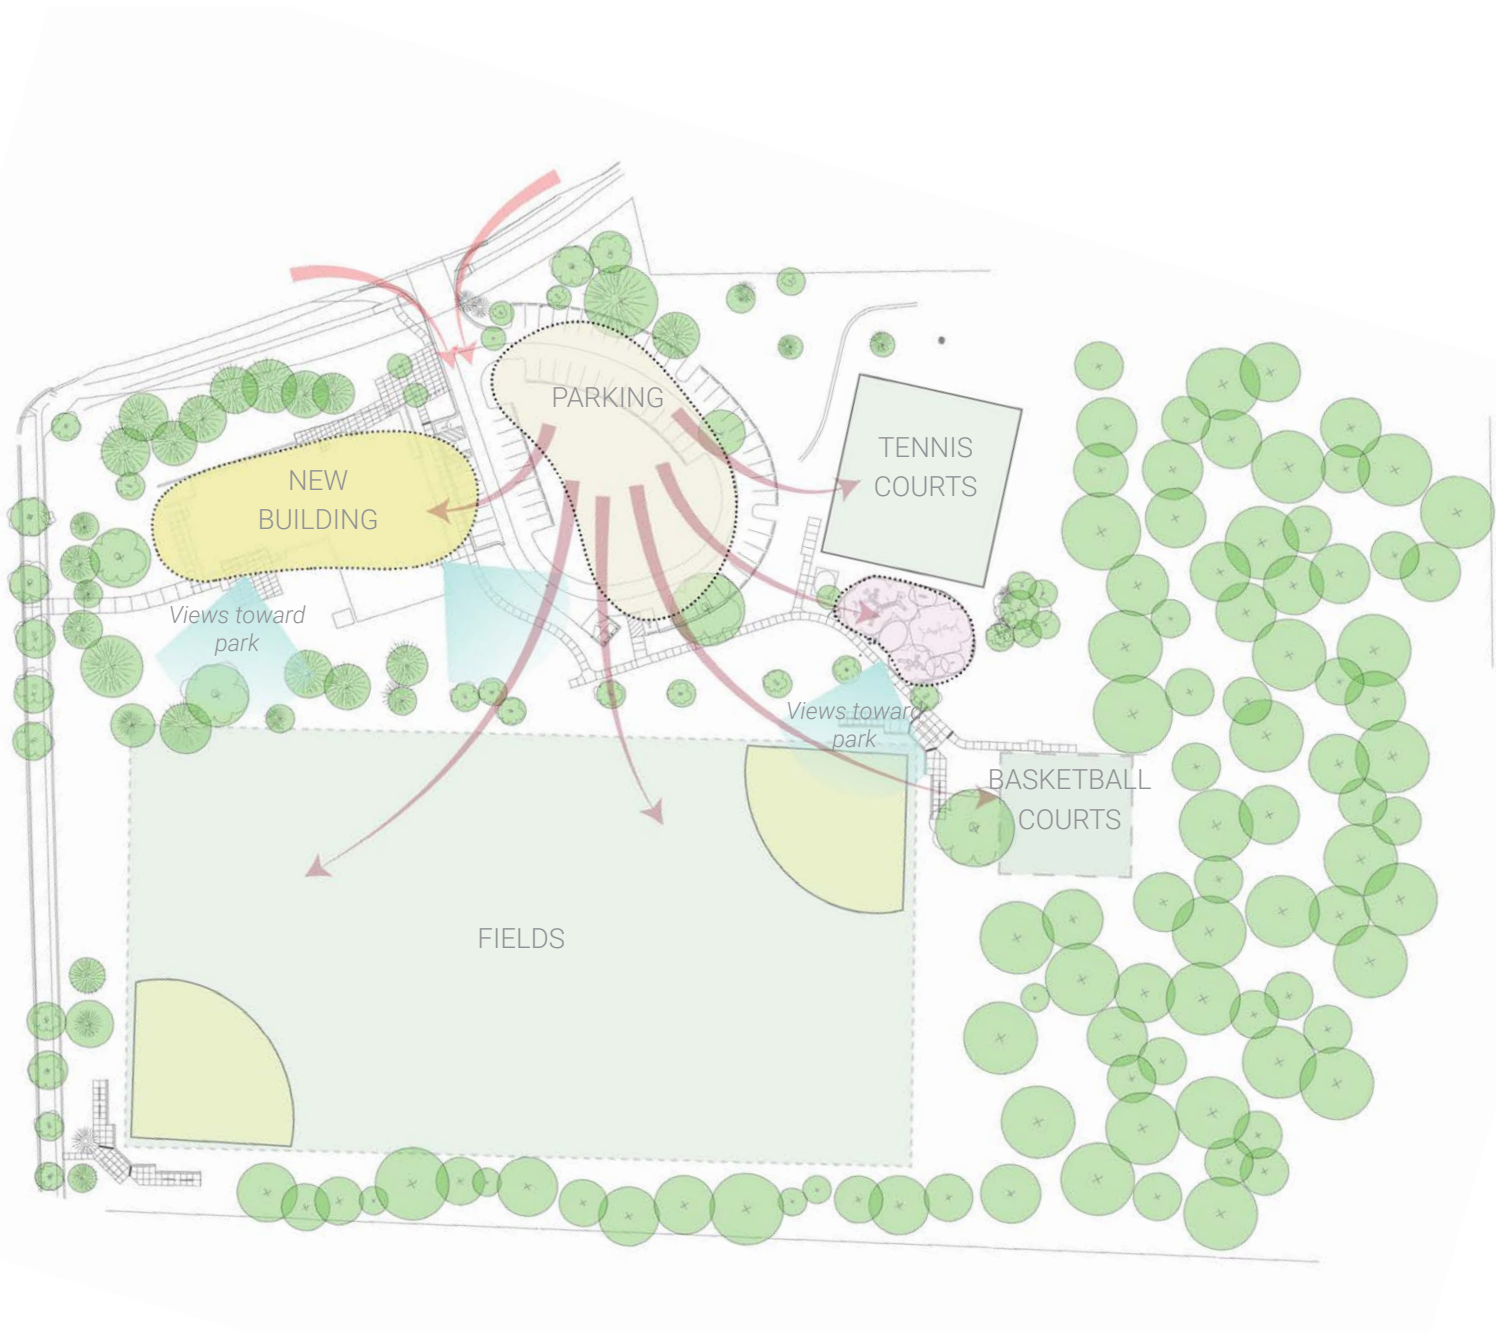 PARKING
TENNIS
COURTS
NEW
BUILDING
Views toward
park
Views toward
park
BASKETBALL
COURTS
FIELDS